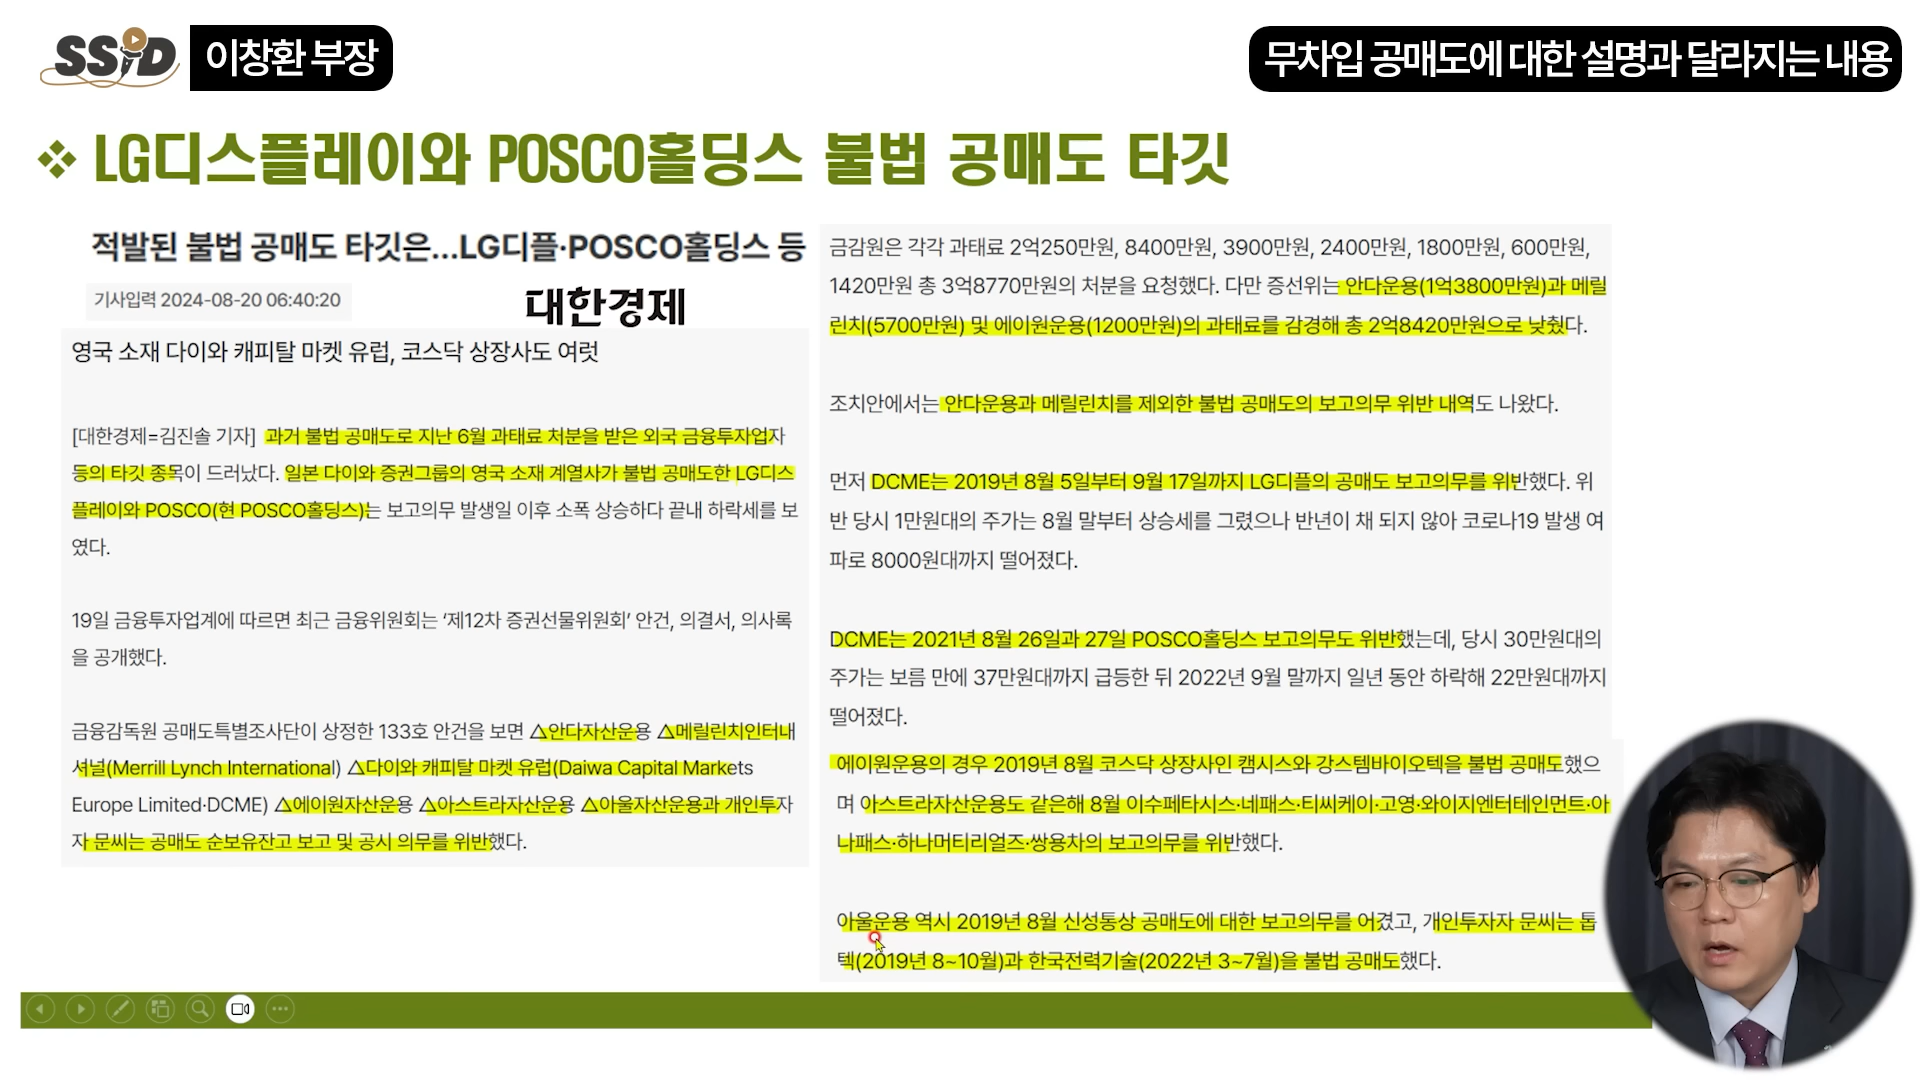 SSiD
이창환 부장
무차입 공매도에 대한 설명과 달라지는 내용
LG디스플레이와 POSCO홀딩스 불법 공매도 타깃
적발된 불법 공매도 타깃은...LG디플·POSCO홀딩스 등
기사입력 2024-08-20 06:40:20
대한경제
영국 소재 다이와 캐피탈 마켓 유럽, 코스닥 상장사도 여럿
[대한경제=김진솔 기자] 과거 불법 공매도로 지난 6월 과태료 처분을 받은 외국 금융투자업자
등의 타깃 종목이 드러났다. 일본 다이와 증권그룹의 영국 소재 계열사가 불법 공매도한 LG디스
플레이와 POSCO(현 POSCO홀딩스)는 보고의무 발생일 이후 소폭 상승하다 끝내 하락세를 보
였다.
19일 금융투자업계에 따르면 최근 금융위원회는 ‘제12차 증권선물위원회’ 안건, 의결서, 의사록
을 공개했다.
금융감독원 공매도특별조사단이 상정한 133호 안건을 보면 △안다자산운용 △메릴린치인터내
셔널(Merrill Lynch International) △다이와 캐피탈 마켓 유럽(Daiwa Capital Markets
Europe Limited·DCME) △에이원자산운용 △아스트라자산운용 △아울자산운용과 개인투자
자 문씨는 공매도 순보유잔고 보고 및 공시 의무를 위반했다.
금감원은 각각 과태료 2억250만원, 8400만원, 3900만원, 2400만원, 1800만원, 600만원,
1420만원 총 3억8770만원의 처분을 요청했다. 다만 증선위는 안다운용(1억3800만원)과 메릴
린치(5700만원) 및 에이원운용(1200만원)의 과태료를 감경해 총 2억8420만원으로 낮췄다.
조치안에서는 안다운용과 메릴린치를 제외한 불법 공매도의 보고의무 위반 내역도 나왔다.
먼저 DCME는 2019년 8월 5일부터 9월 17일까지 LG디플의 공매도 보고의무를 위반했다. 위
반 당시 1만원대의 주가는 8월 말부터 상승세를 그렸으나 반년이 채 되지 않아 코로나19 발생 여
파로 8000원대까지 떨어졌다.
DCME는 2021년 8월 26일과 27일 POSCO홀딩스 보고의무도 위반했는데, 당시 30만원대의
주가는 보름 만에 37만원대까지 급등한 뒤 2022년 9월 말까지 일년 동안 하락해 22만원대까지
떨어졌다.
에이원운용의 경우 2019년 8월 코스닥 상장사인 캠시스와 강스템바이오텍을 불법 공매도했으
며 아스트라자산운용도 같은해 8월 이수페타시스·네패스·티씨케이·고영·와이지엔터테인먼트·아
나패스·하나머티리얼즈·쌍용차의 보고의무를 위반했다.
아울운용 역시 2019년 8월 신성통상 공매도에 대한 보고의무를 어겼고, 개인투자자 문씨는 톱
텍(2019년 8~10월)과 한국전력기술(2022년 3~7월)을 불법 공매도했다.